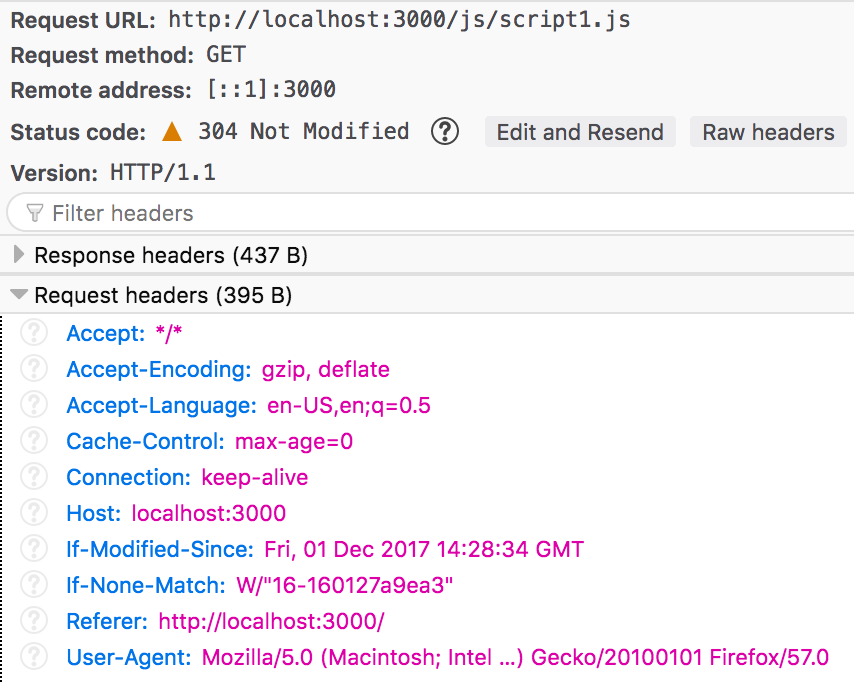 Request URL: http://localhost:3000/js/script1.js
Request method: GET
Remote address: [::1]:3000
Status code: 304 Not Modified ? Edit and Resend Raw headers
Version: HTTP/1.1
Filter headers
Response headers (437 B)
Request headers (395 B)
? Accept: */*
? Accept-Encoding: gzip, deflate
? Accept-Language: en-US,en;q=0.5
? Cache-Control: max-age=0
? Connection: keep-alive
? Host: localhost:3000
? If-Modified-Since: Fri, 01 Dec 2017 14:28:34 GMT
? If-None-Match: W/"16-160127a9ea3"
? Referer: http://localhost:3000/
? User-Agent: Mozilla/5.0 (Macintosh; Intel ...) Gecko/20100101 Firefox/57.0